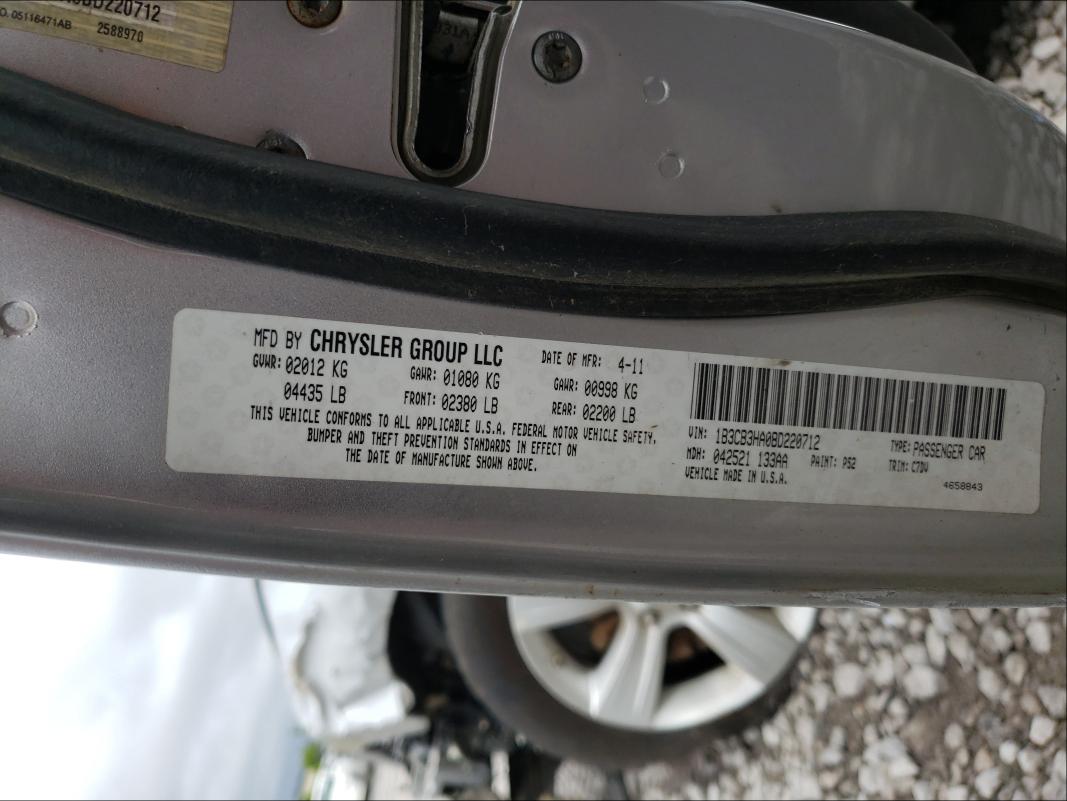 BD220712
O. 05116471AB 2588970
MFD BY CHRYSLER GROUP LLC DATE OF MFR: 4-11
GVWR: 02012 KG GAWR: 01080 KG GAWR: 00998 KG
04435 LB FRONT: 02380 LB REAR: 02200 LB
THIS VEHICLE CONFORMS TO ALL APPLICABLE U.S.A. FEDERAL MOTOR VEHICLE SAFETY,
BUMPER AND THEFT PREVENTION STANDARDS IN EFFECT ON
THE DATE OF MANUFACTURE SHOWN ABOVE.
VIN: 1B3CB3HA0BD220712 TYPE: PASSENGER CAR
MDH: 042521 133AA PAINT: PS2 TRIM: C7DV
VEHICLE MADE IN U.S.A.
4658843